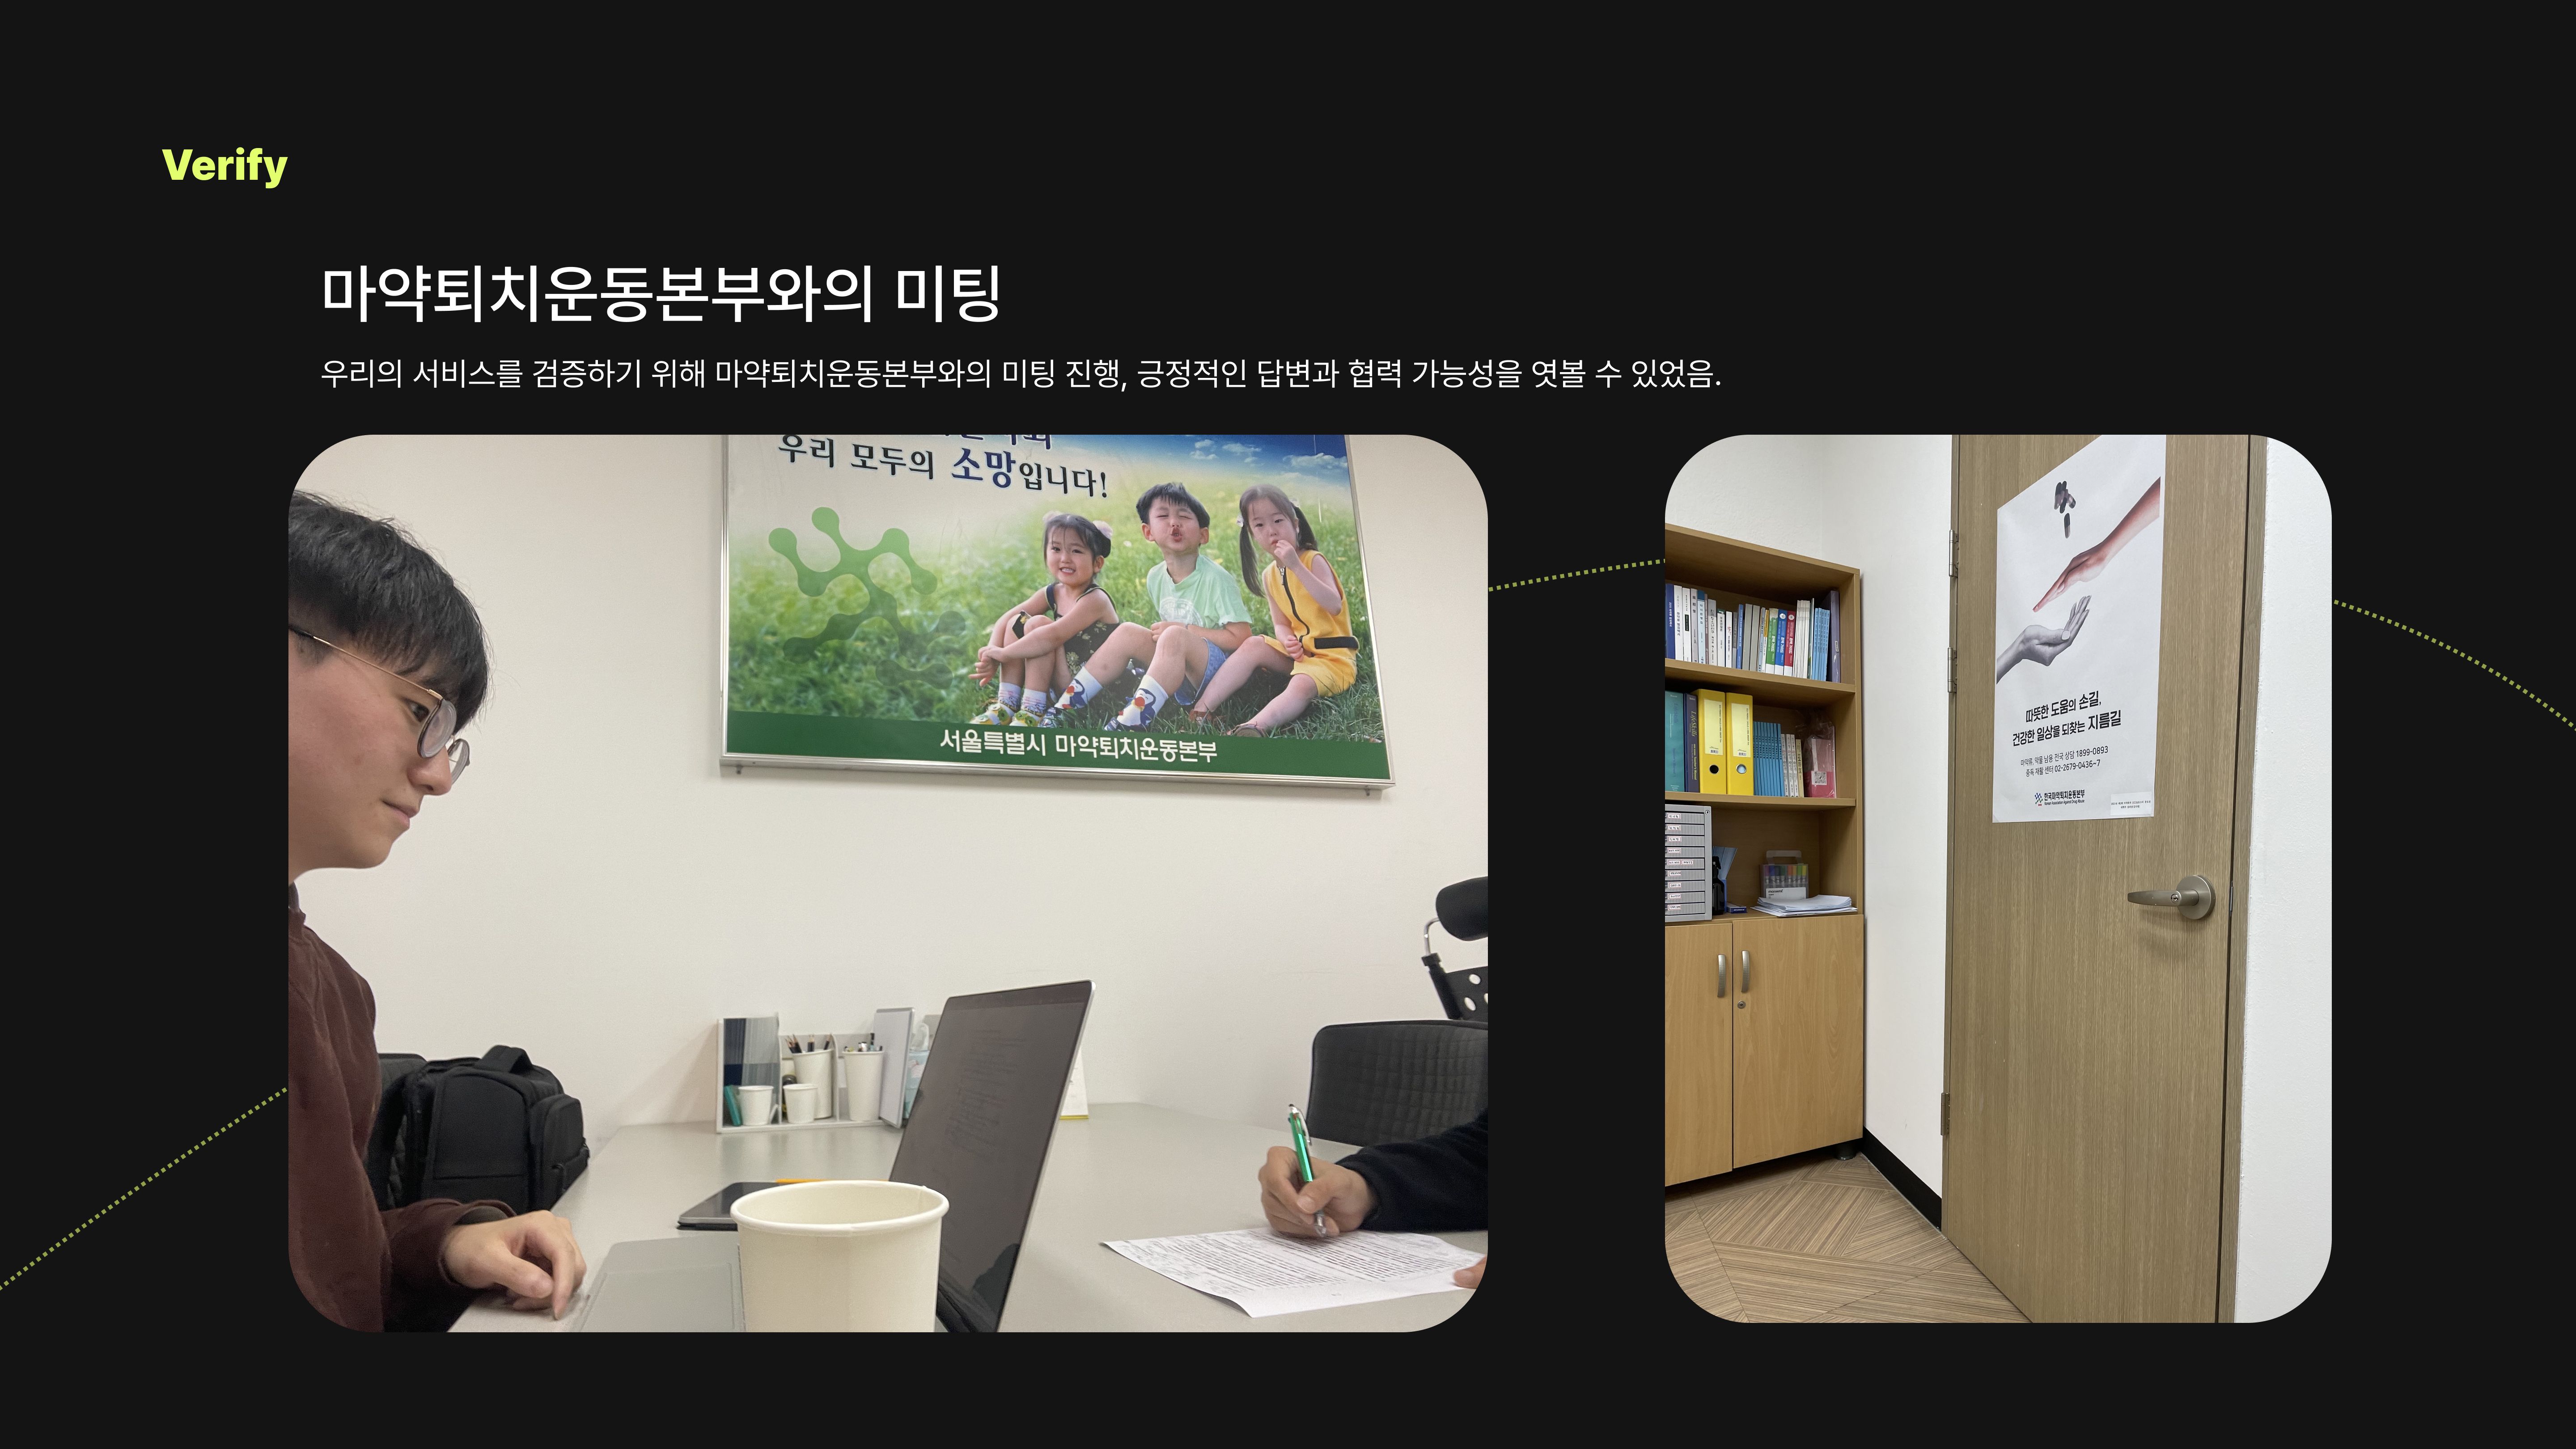 Verify
마약퇴치운동본부와의 미팅
우리의 서비스를 검증하기 위해 마약퇴치운동본부와의 미팅 진행, 긍정적인 답변과 협력 가능성을 엿볼 수 있었음.
우리 모두의 소망입니다!
서울특별시 마약퇴치운동본부
따뜻한 도움의 손길,
건강한 일상을 되찾는 지름길
마약류, 약물 남용 전국 상담 1899-0893
중독 재활 센터 02-2679-0436~7
한국마약퇴치운동본부